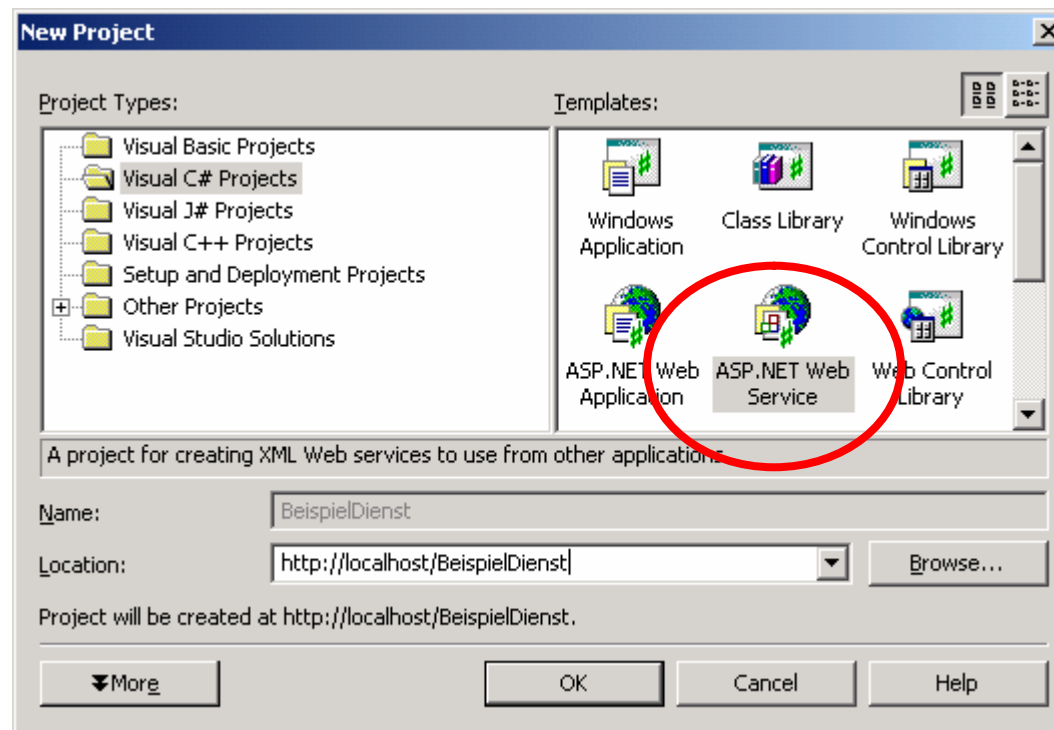 New Project
Project Types:
Templates:
Visual Basic Projects
Visual C# Projects
Visual J# Projects
Visual C++ Projects
Setup and Deployment Projects
Other Projects
Visual Studio Solutions
Windows
Application
Class Library
Windows
Control Library
ASP.NET Web
Application
ASP.NET Web
Service
Web Control
Library
A project for creating XML Web services to use from other applications
Name:
BeispielDienst
Location:
http://localhost/BeispielDienst
Browse...
Project will be created at http://localhost/BeispielDienst.
More
OK
Cancel
Help